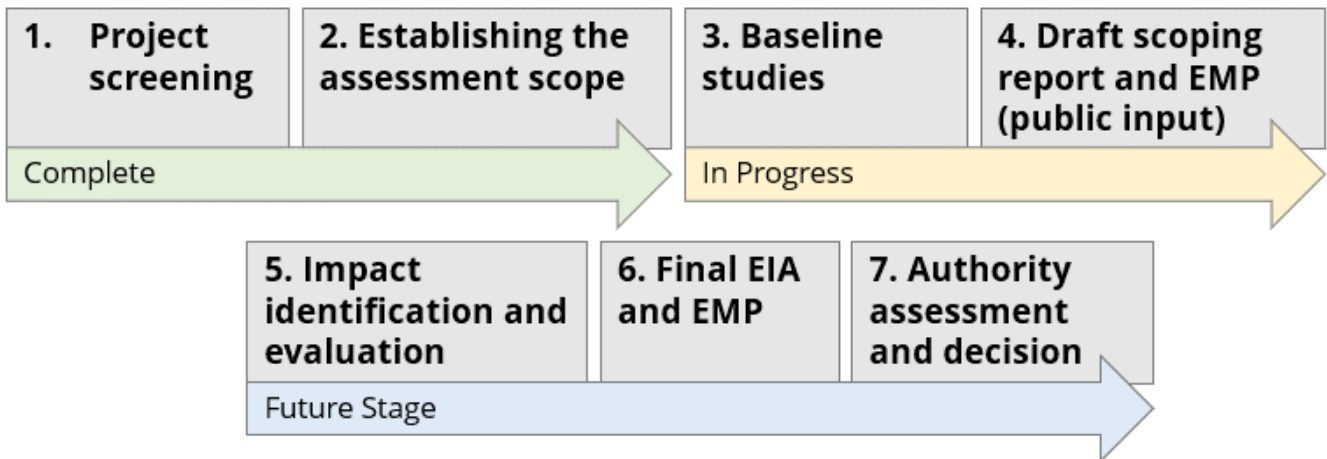 1. Project
screening
2. Establishing the
assessment scope
3. Baseline
studies
4. Draft scoping
report and EMP
(public input)
Complete
In Progress
5. Impact
identification and
evaluation
6. Final EIA
and EMP
7. Authority
assessment
and decision
Future Stage